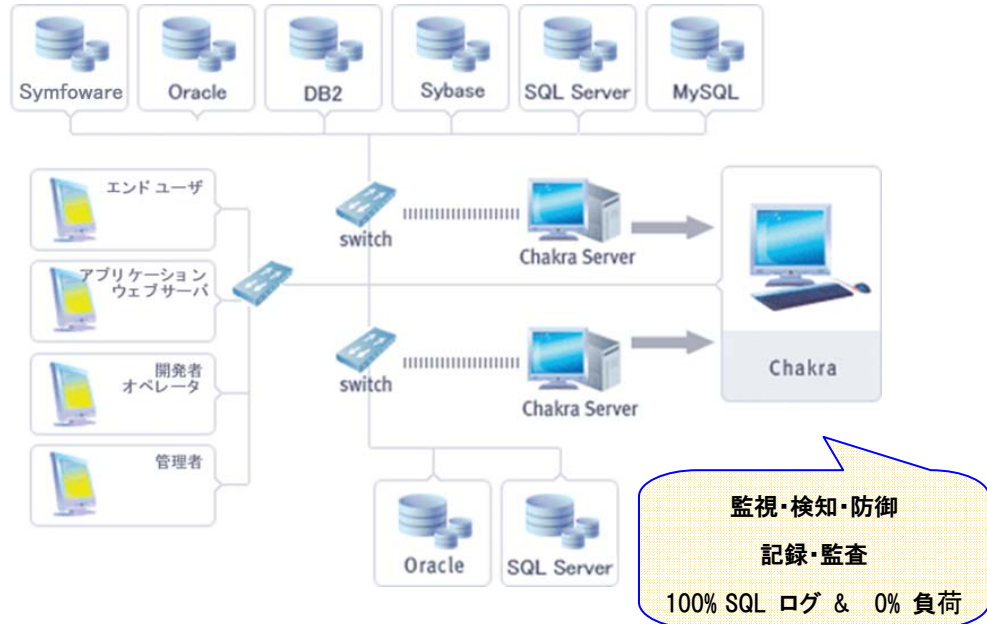 Symfoware
Oracle
DB2
Sybase
SQL Server
MySQL
エンド ユーザ
アプリケーション
ウェブサーバ
開発者
オペレータ
管理者
switch
Chakra Server
switch
Chakra Server
Chakra
Oracle
SQL Server
監視・検知・防御
記録・監査
100% SQL ログ & 0% 負荷